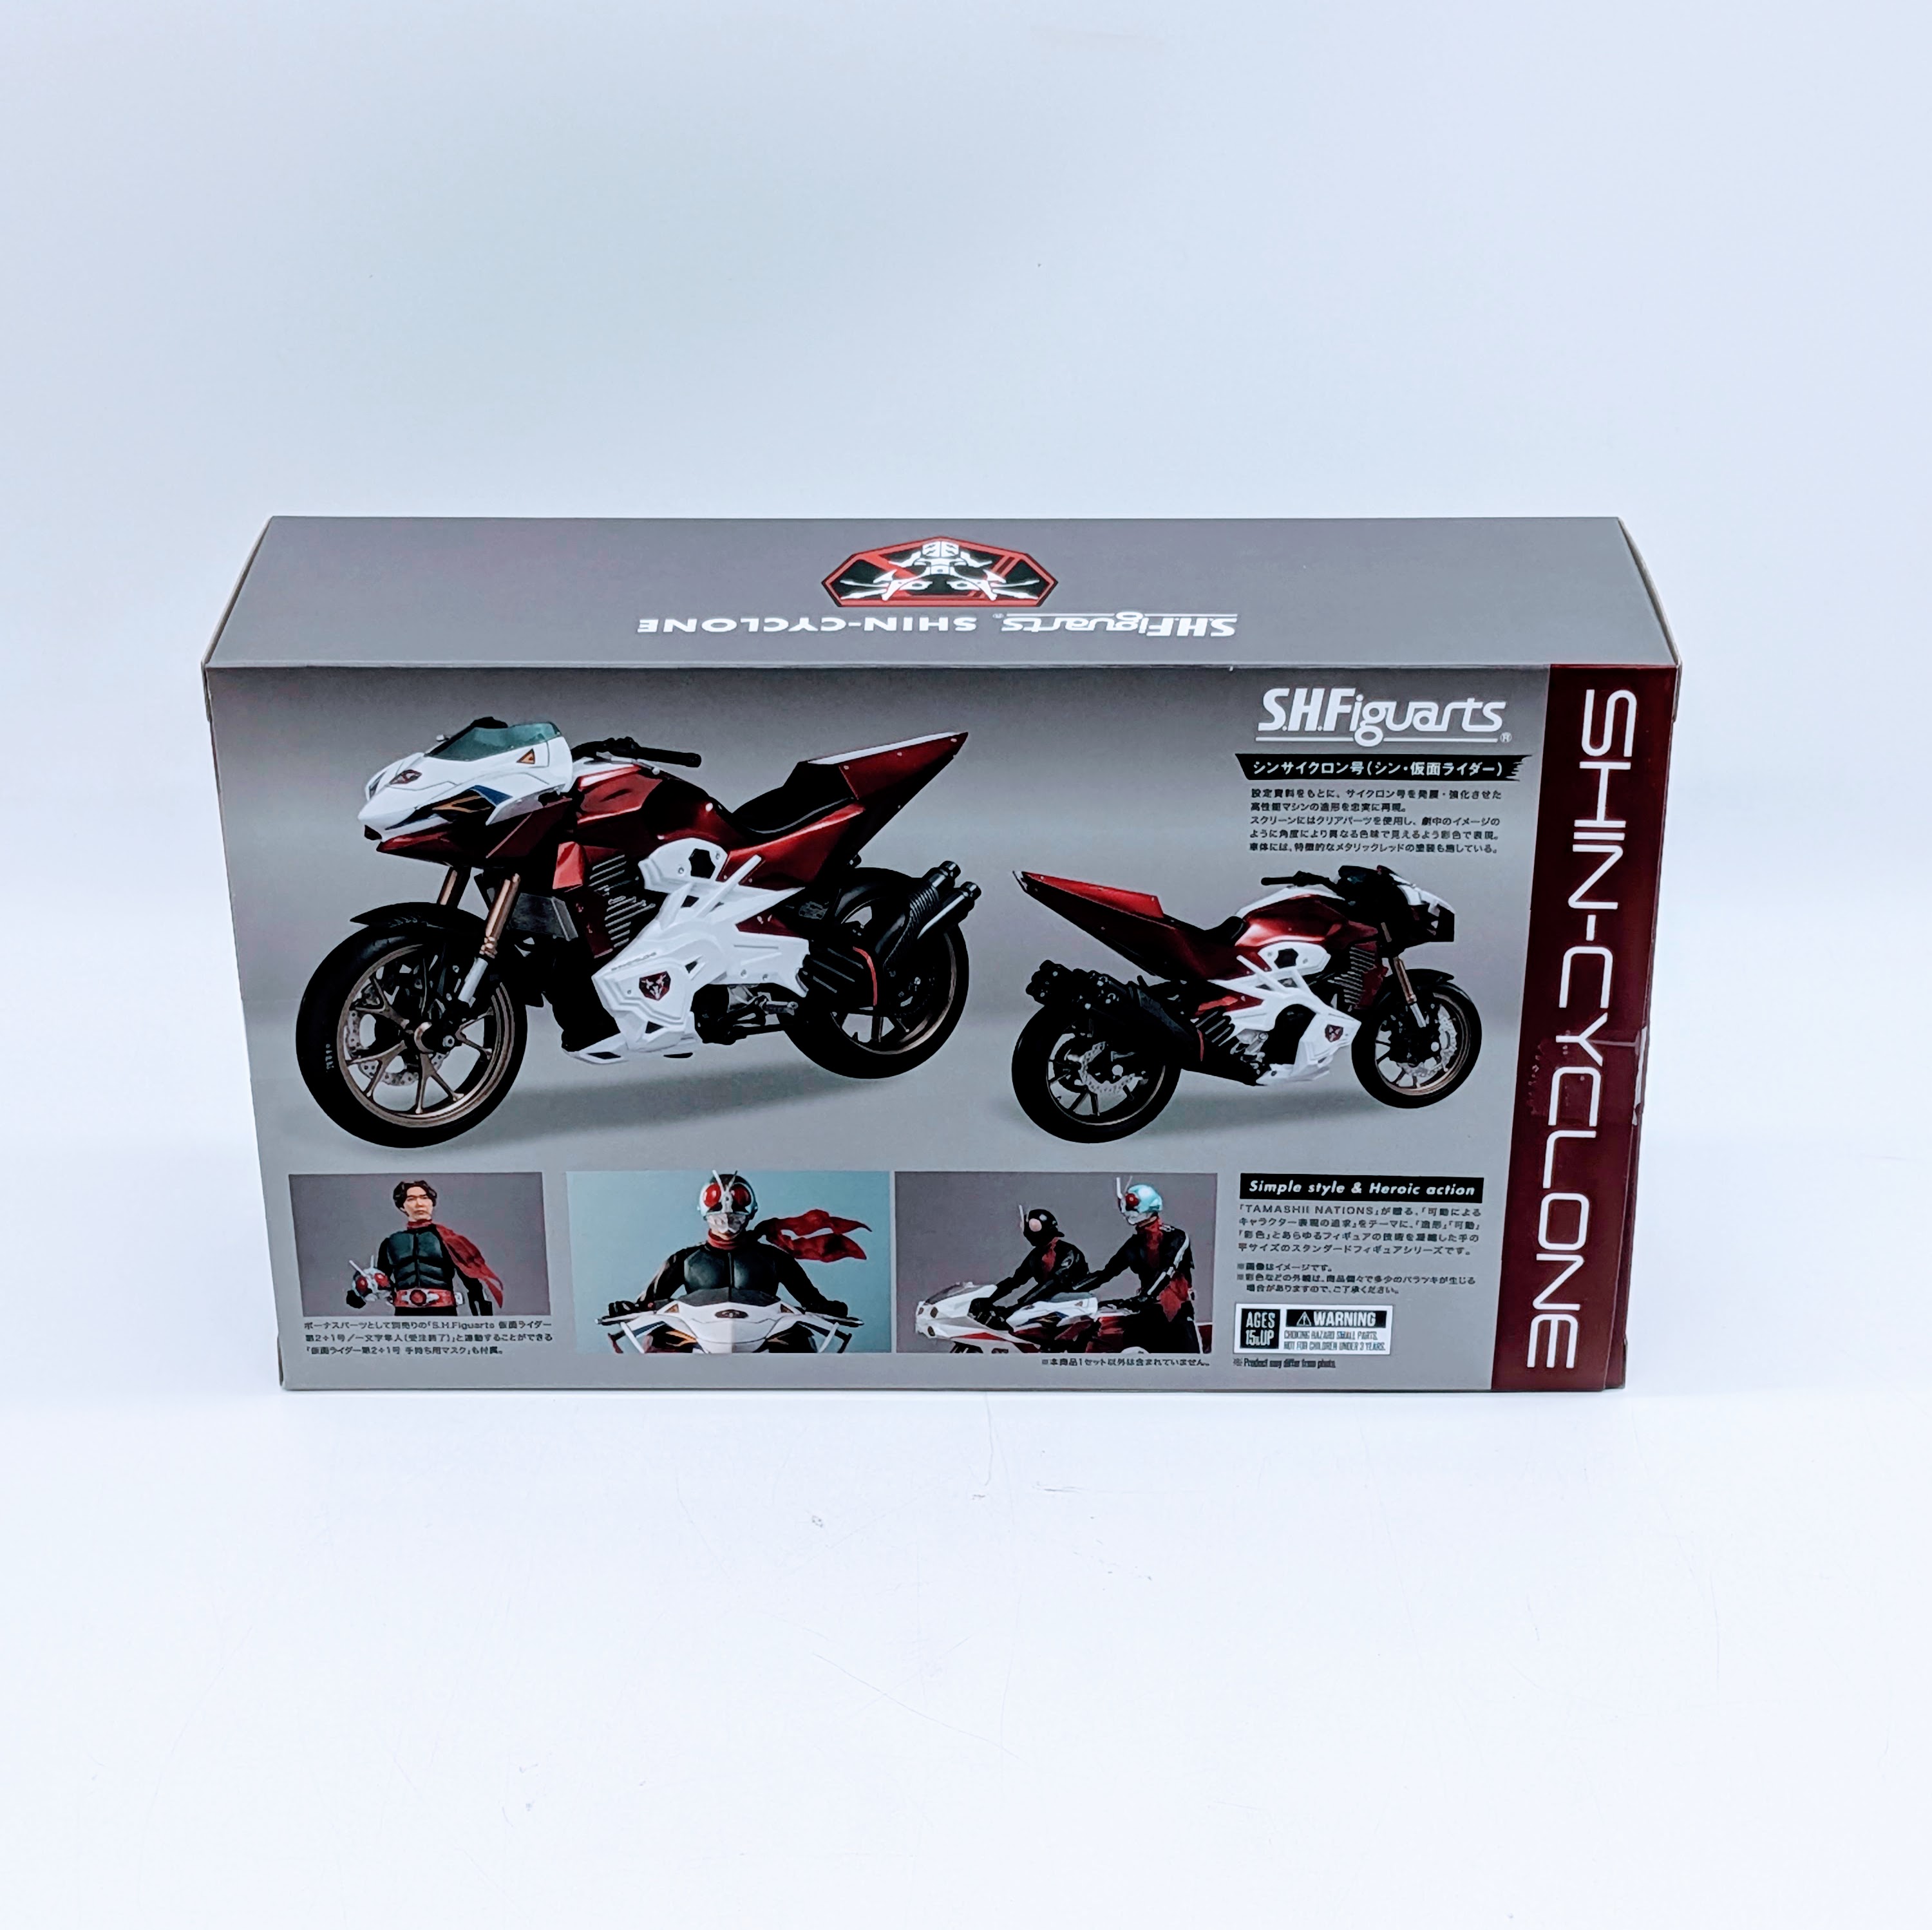 S.H.Figuarts® SHIN-CYCLONE
S.H.Figuarts®
シンサイクロン号(シン・仮面ライダー)
設定資料をもとに、サイクロン号を発展・強化させた
高性能マシンの造形を忠実に再現。
スクリーンにはクリアパーツを使用し、劇中のイメージの
ように角度により異なる色味で見えるよう彩色で表現。
車体には、特徴的なメタリックレッドの塗装も施している。
SHIN-CYCLONE
ボーナスパーツとして別売りの「S.H.Figuarts 仮面ライダー
第2+1号/一文字隼人(受注終了)」と連動することができる
「仮面ライダー第2+1号 手持ち用マスク」も付属。
※本商品1セット以外は含まれていません。
Simple style & Heroic action
「TAMASHII NATIONS」が贈る、「可動による
キャラクター表現の追求」をテーマに、「造形」「可動」
「彩色」とあらゆるフィギュアの技術を凝縮した手の
平サイズのスタンダードフィギュアシリーズです。
※画像はイメージです。
※彩色などの外観は、商品個々で多少のバラツキが生じる
場合がありますので、ご了承ください。
AGES
15&UP
WARNING
CHOKING HAZARD SMALL PARTS.
NOT FOR CHILDREN UNDER 3 YEARS.
※Product may differ from photo.